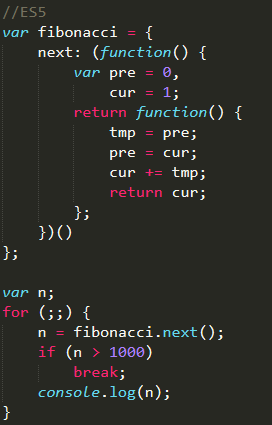 //ES5
var fibonacci = {
    next: (function() {
        var pre = 0,
            cur = 1;
        return function() {
            tmp = pre;
            pre = cur;
            cur += tmp;
            return cur;
        };
    })()
};

var n;
for (;;) {
    n = fibonacci.next();
    if (n > 1000)
        break;
    console.log(n);
}